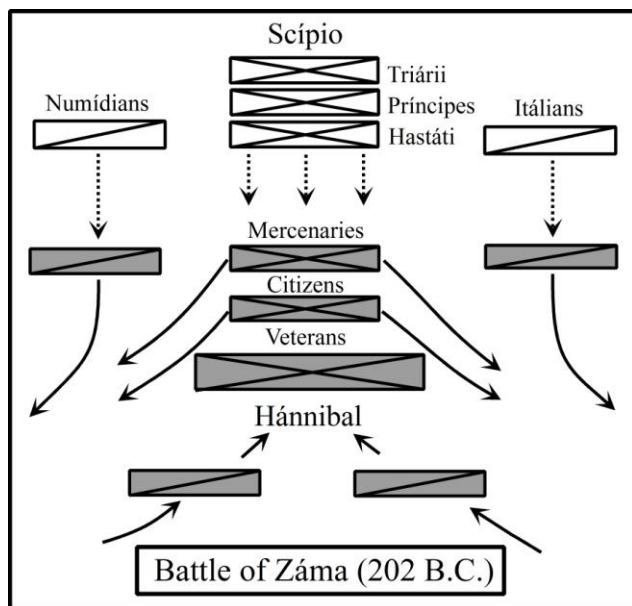 Scípio
Triárii
Numídians
Príncipes
Itálians
Hastáti
Mercenaries
Citizens
Veterans
Hánnibal
Battle of Záma (202 B.C.)